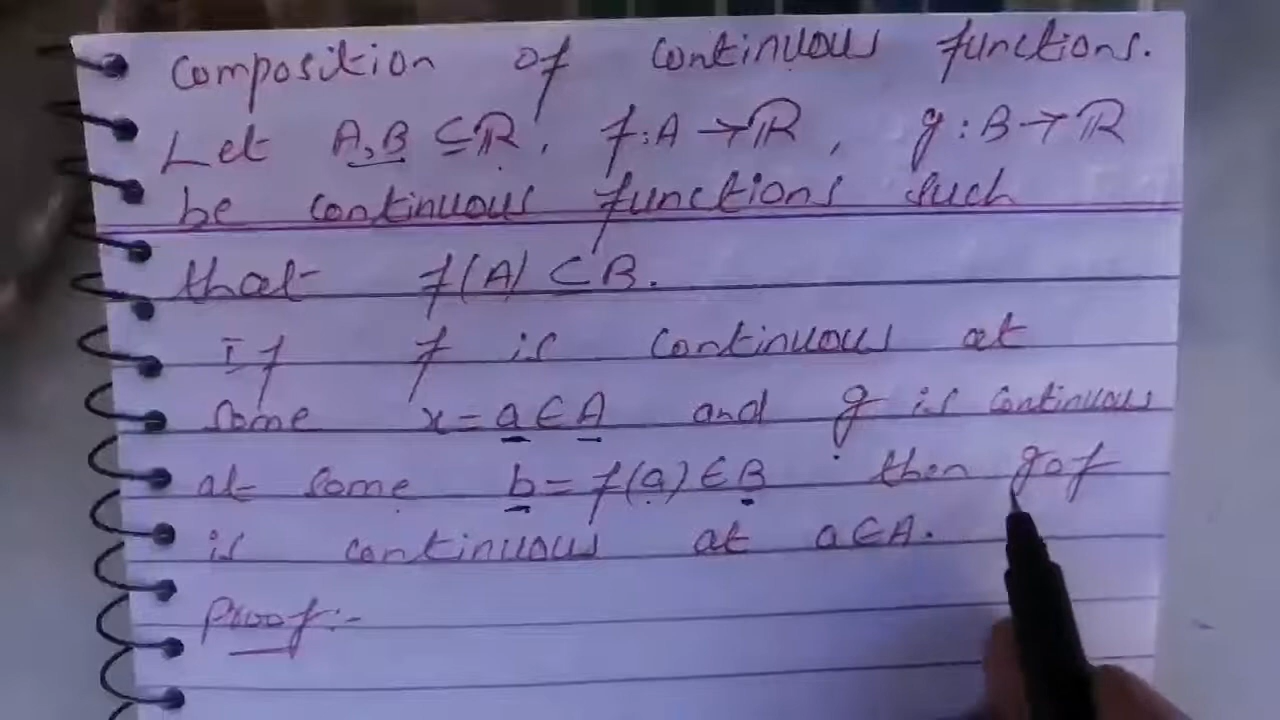 Composition of continuous functions.
Let A, B ⊆ ℝ, f: A → ℝ, g: B → ℝ
be continuous functions such
that f(A) ⊆ B.
If f is continuous at
some x = a ∈ A and g is continuous
at some b = f(a) ∈ B then gof
is continuous at a ∈ A.
Proof:-